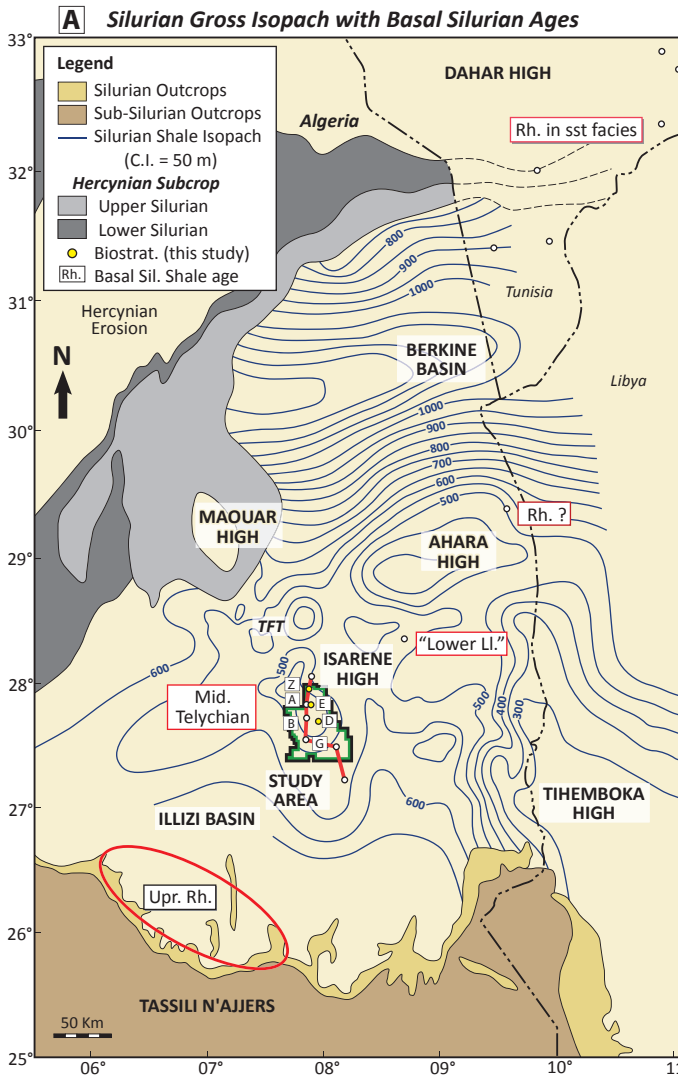 A Silurian Gross Isopach with Basal Silurian Ages
33°
Legend
Silurian Outcrops
Sub-Silurian Outcrops
Silurian Shale Isopach
(C.I. = 50 m)
Hercynian Subcrop
Upper Silurian
Lower Silurian
Biostrat. (this study)
Rh. Basal Sil. Shale age
DAHAR HIGH
Algeria
Rh. in sst facies
32°
800
900
1000
Tunisia
31°
Hercynian
Erosion
N
BERKINE
BASIN
Libya
30°
1000
900
800
700
600
500
Rh. ?
MAOUAR
HIGH
29°
AHARA
HIGH
TFT
"Lower Ll."
600
500
ISARENE
HIGH
28°
Mid.
Telychian
Z
A
E
B
D
G
500
400
300
STUDY
AREA
27°
ILLIZI BASIN
600
TIHEMBOKA
HIGH
Upr. Rh.
26°
TASSILI N'AJJERS
50 Km
25°
06° 07° 08° 09° 10° 11